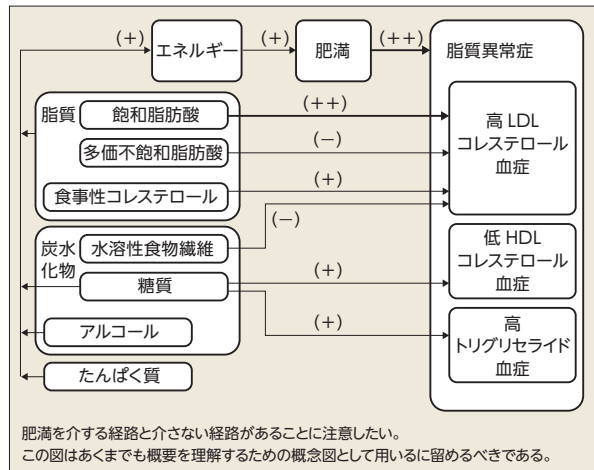 (+)
エネルギー
(+)
肥満
(++)
脂質異常症
脂質
飽和脂肪酸
(++)
高 LDL
コレステロール
血症
多価不飽和脂肪酸
(−)
食事性コレステロール
(+)
(−)
炭水
化物
水溶性食物繊維
糖質
(+)
低 HDL
コレステロール
血症
(+)
高
トリグリセライド
血症
アルコール
たんぱく質
肥満を介する経路と介さない経路があることに注意したい。
この図はあくまでも概要を理解するための概念図として用いるに留めるべきである。